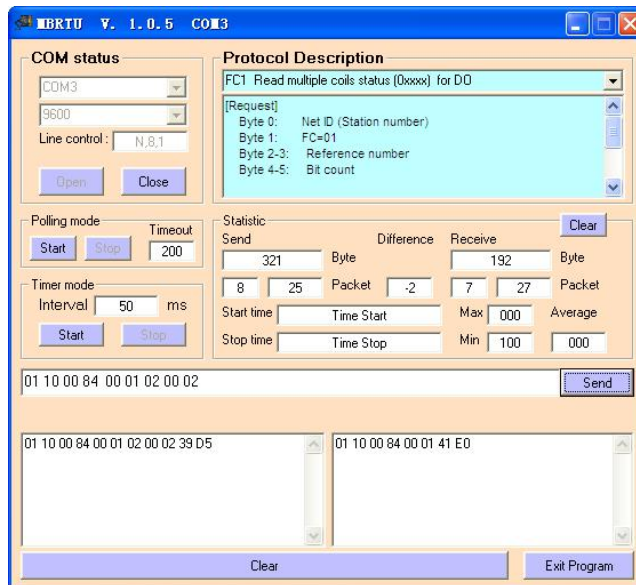 MBRTU V. 1.0.5 COM3
COM status
COM3
9600
Line control : N,8,1
Open Close
Protocol Description
FC1 Read multiple coils status (0xxxx) for DO
[Request]
Byte 0: Net ID (Station number)
Byte 1: FC=01
Byte 2-3: Reference number
Byte 4-5: Bit count
Polling mode
Timeout
Start Stop 200
Timer mode
Interval 50 ms
Start Stop
Statistic Clear
Send Difference Receive
321 Byte 192 Byte
8 25 Packet -2 7 27 Packet
Start time Time Start Max 000 Average
Stop time Time Stop Min 100 000
01 10 00 84 00 01 02 00 02 Send
01 10 00 84 00 01 02 00 02 39 D5
01 10 00 84 00 01 41 E0
Clear Exit Program